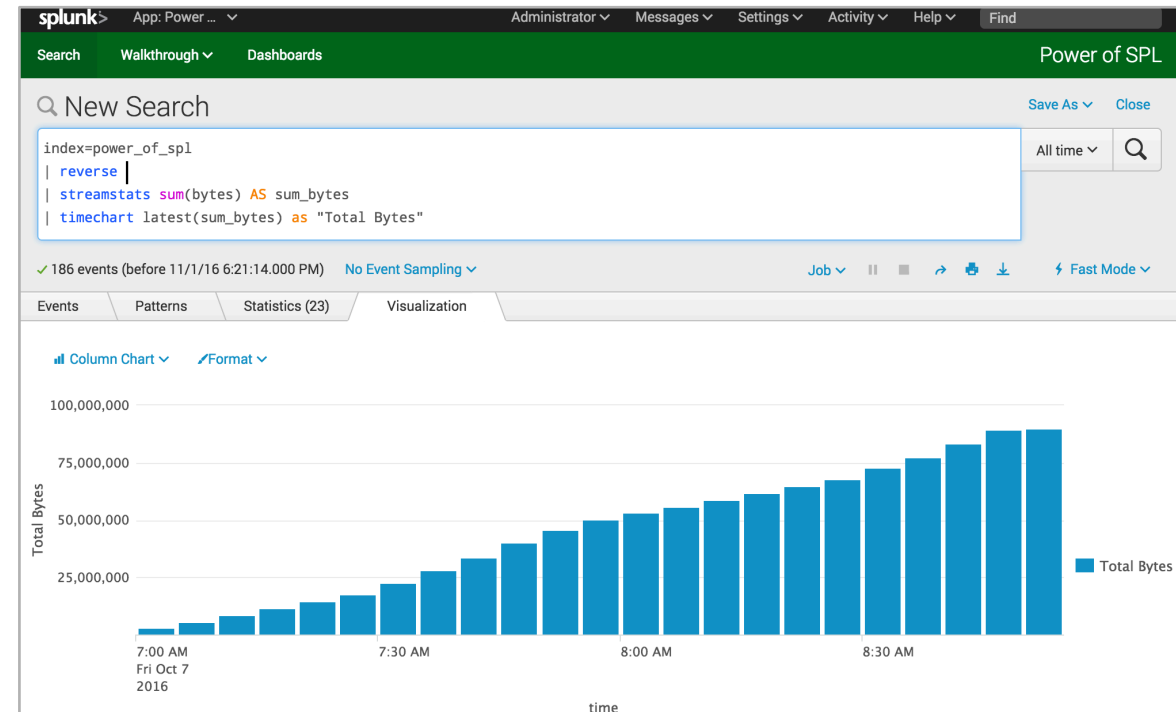 splunk> App: Power ... Administrator Messages Settings Activity Help Find
Search Walkthrough Dashboards Power of SPL
New Search Save As Close
index=power_of_spl
| reverse
| streamstats sum(bytes) AS sum_bytes
| timechart latest(sum_bytes) as "Total Bytes"
All time
186 events (before 11/1/16 6:21:14.000 PM) No Event Sampling Job Fast Mode
Events Patterns Statistics (23) Visualization
Column Chart Format
100,000,000
75,000,000
50,000,000
25,000,000
Total Bytes
Total Bytes
7:00 AM 7:30 AM 8:00 AM 8:30 AM
Fri Oct 7
2016
time